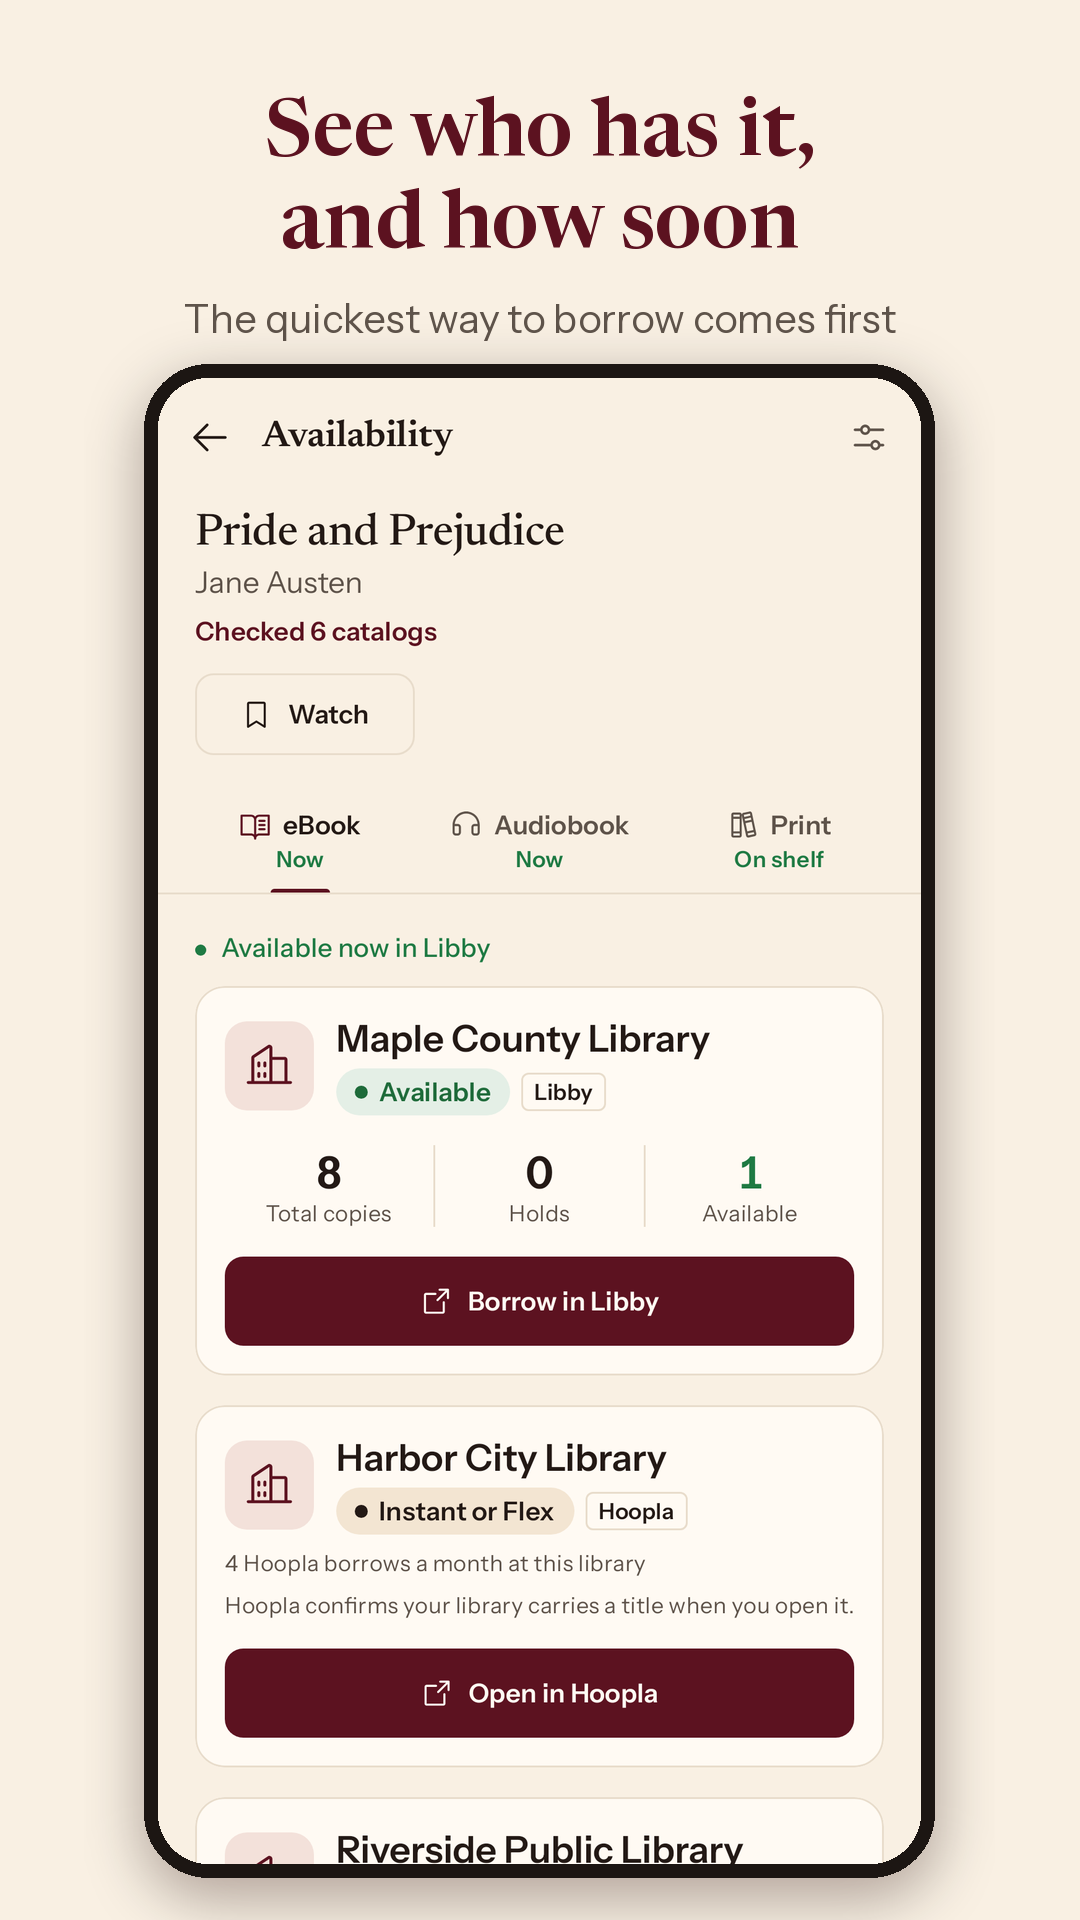 See who has it,
and how soon
The quickest way to borrow comes first
Availability
Pride and Prejudice
Jane Austen
Checked 6 catalogs
Watch
eBook
Now
Audiobook
Now
Print
On shelf
Available now in Libby
Maple County Library
Available
Libby
8
Total copies
0
Holds
1
Available
Borrow in Libby
Harbor City Library
Instant or Flex
Hoopla
4 Hoopla borrows a month at this library
Hoopla confirms your library carries a title when you open it.
Open in Hoopla
Riverside Public Library